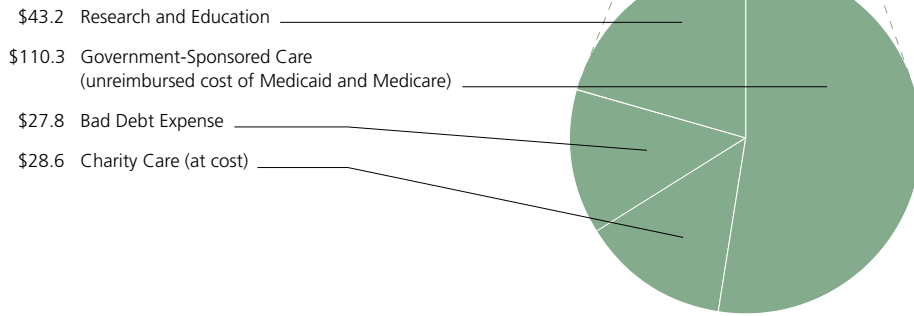 $43.2 Research and Education
$110.3 Government-Sponsored Care
(unreimbursed cost of Medicaid and Medicare)
$27.8 Bad Debt Expense
$28.6 Charity Care (at cost)